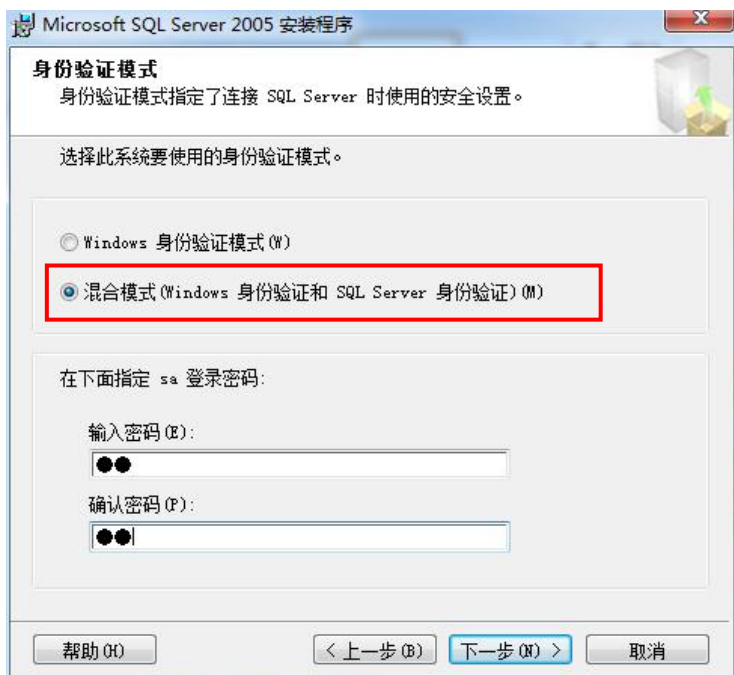 Microsoft SQL Server 2005 安装程序
身份验证模式
身份验证模式指定了连接 SQL Server 时使用的安全设置。
选择此系统要使用的身份验证模式。
Windows 身份验证模式(W)
混合模式(Windows 身份验证和 SQL Server 身份验证)(M)
在下面指定 sa 登录密码:
输入密码(E):
●●
确认密码(P):
●●
帮助(H)
< 上一步(B)
下一步(N) >
取消